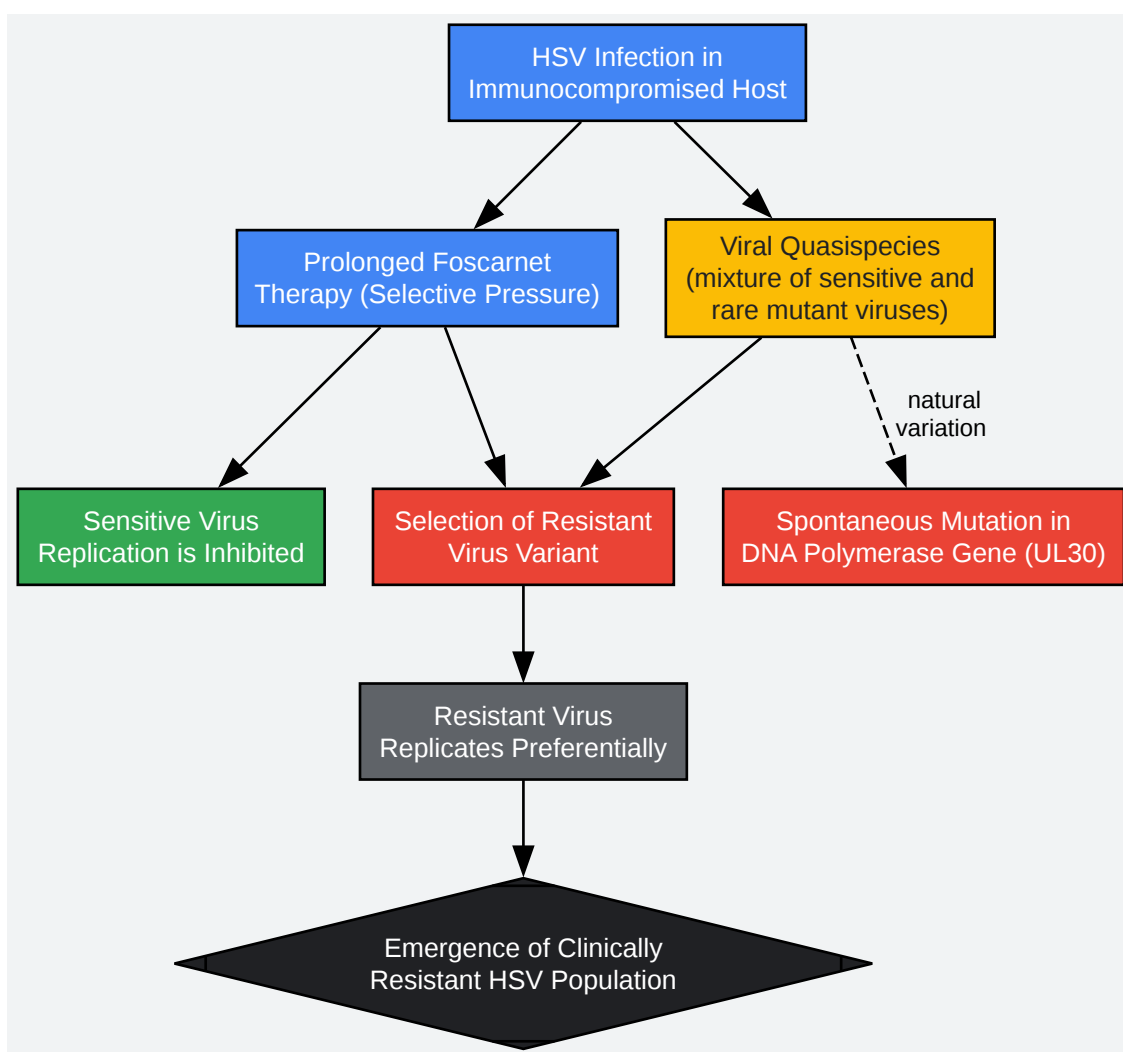 HSV Infection in
Immunocompromised Host
Prolonged Foscarnet
Therapy (Selective Pressure)
Viral Quasispecies
(mixture of sensitive and
rare mutant viruses)
natural
variation
Sensitive Virus
Replication is Inhibited
Selection of Resistant
Virus Variant
Spontaneous Mutation in
DNA Polymerase Gene (UL30)
Resistant Virus
Replicates Preferentially
Emergence of Clinically
Resistant HSV Population